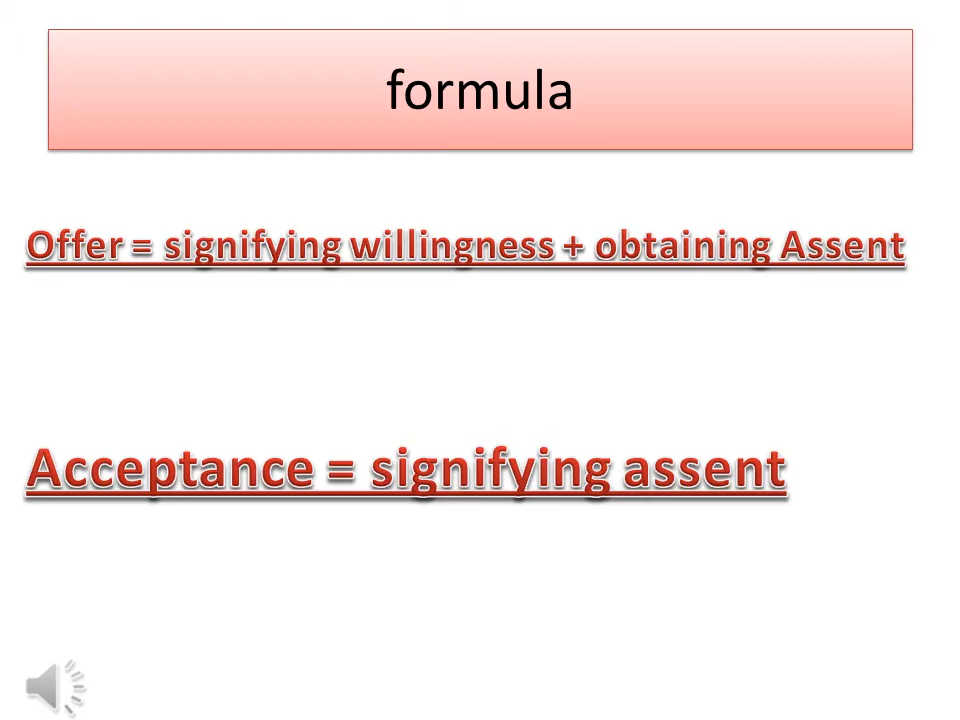 formula
Offer = signifying willingness + obtaining Assent
Acceptance = signifying assent